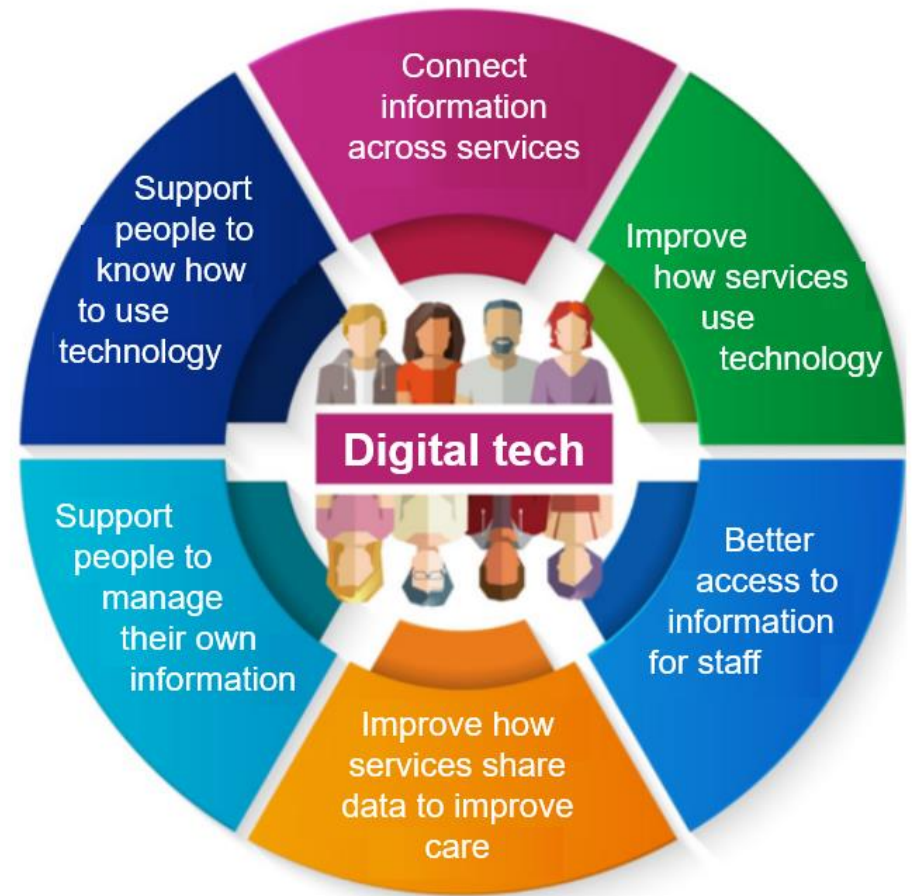 Connect
information
across services
Improve
how services
use
technology
Better
access to
information
for staff
Improve how
services share
data to improve
care
Support
people to
manage
their own
information
Support
people to
know how
to use
technology
Digital tech